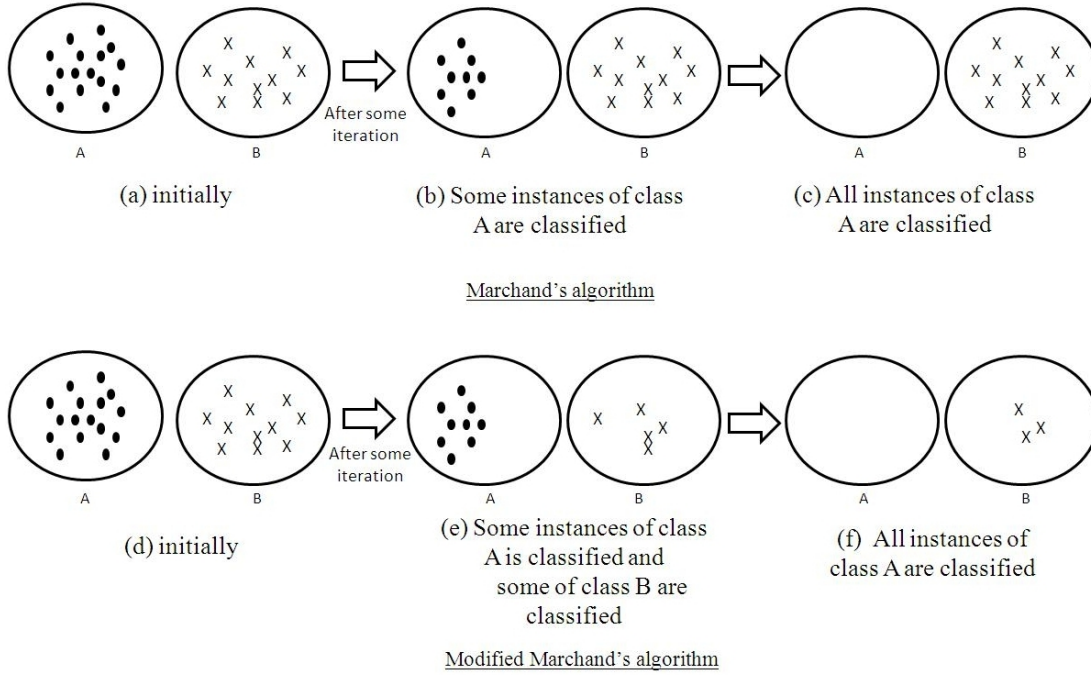 After some
iteration
A
B
A
B
A
B
(a) initially
(b) Some instances of class
A are classified
(c) All instances of class
A are classified
Marchand's algorithm
After some
iteration
A
B
A
B
A
B
(d) initially
(e) Some instances of class
A is classified and
some of class B are
classified
(f) All instances of
class A are classified
Modified Marchand's algorithm